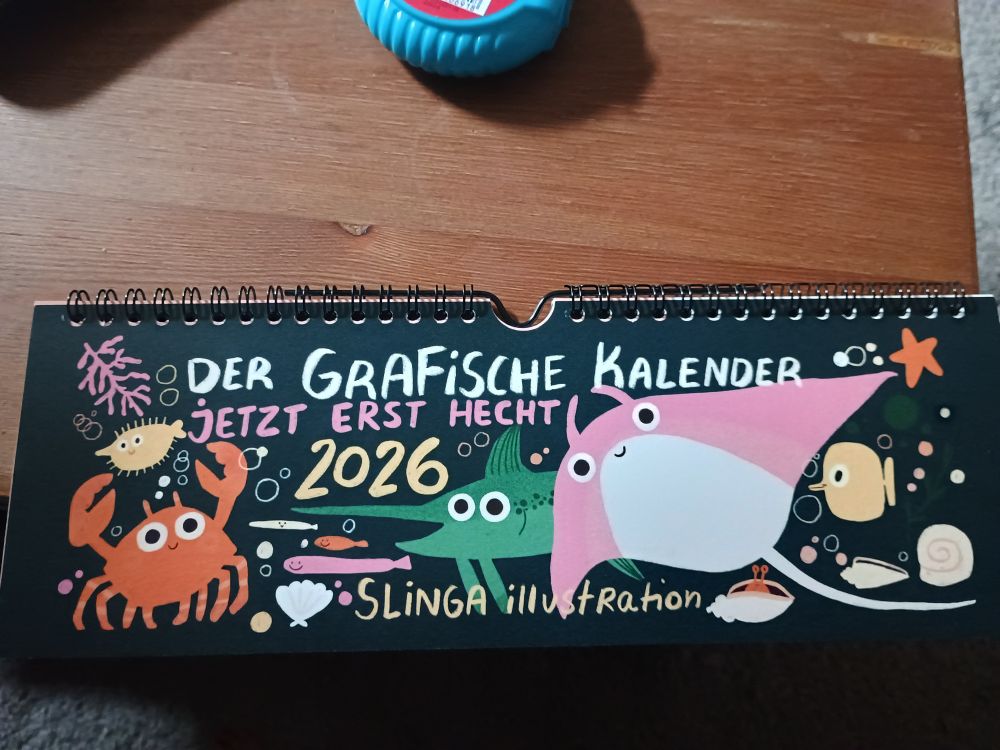 DER GRAFiSCHE KALENDER
jETZT ERST HECHT!
2026
SLiNGA illustration